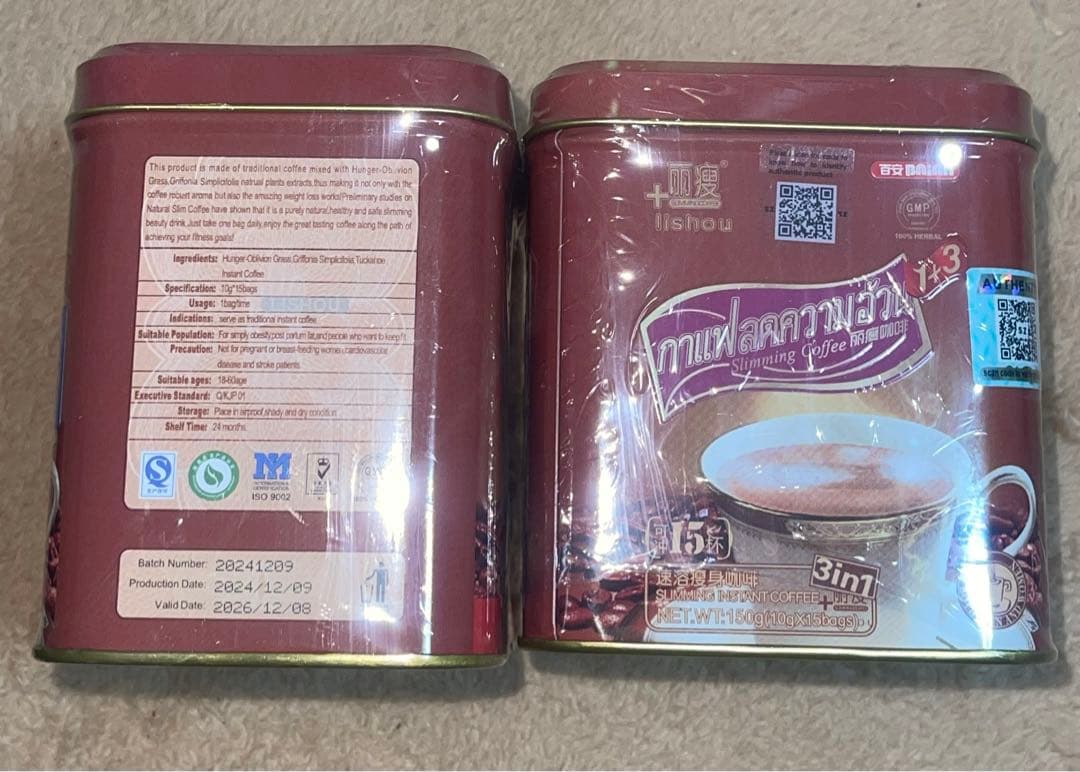 This product is made of traditional coffee mixed with Hunger-Oblivion
Grass,Griffonia Simplicifolia natrual plants extracts,thus making it not only with the
coffee rocunt aroma but also the amazing weight loss works!Preliminary studies on
Natural Slim Coffee have shown that it is a purely natural,healthy and safe slimming
beauty drink.Just take one bag daily,enjoy the great tasting coffee along the path of
achieving your fitness goals!
Ingredients: Hunger-Oblivion Grass,Griffonia Simplicifolia,Tuckahoe
Instant Coffee
Specification: 10g*15bags
Usage: 1bag/time
Indications: serve as traditional instant coffee
Suitable Population: For simply obesity,post partum fat,and people who want to keep fit
Precaution: Not for pregnant or breast-feeding women,cardiovascular
disease and stroke patients.
Suitable ages: 18-60age
Executive Standard: Q/KJP 01
Storage: Place in airproof,shady and dry condition
Shelf Time: 24 months
ISO 9002
Batch Number: 20241209
Production Date: 2024/12/09
Valid Date: 2026/12/08
丽瘦
lishou
know how to identify
authentic product
百安 BAIAN
GMP
100% HERBAL
1+3
กาแฟลดความอ้วน
Slimming Coffee
15
杯
速溶瘦身咖啡
SLIMMING INSTANT COFFEE
3in1
NET.WT:150g(10gX15bags)